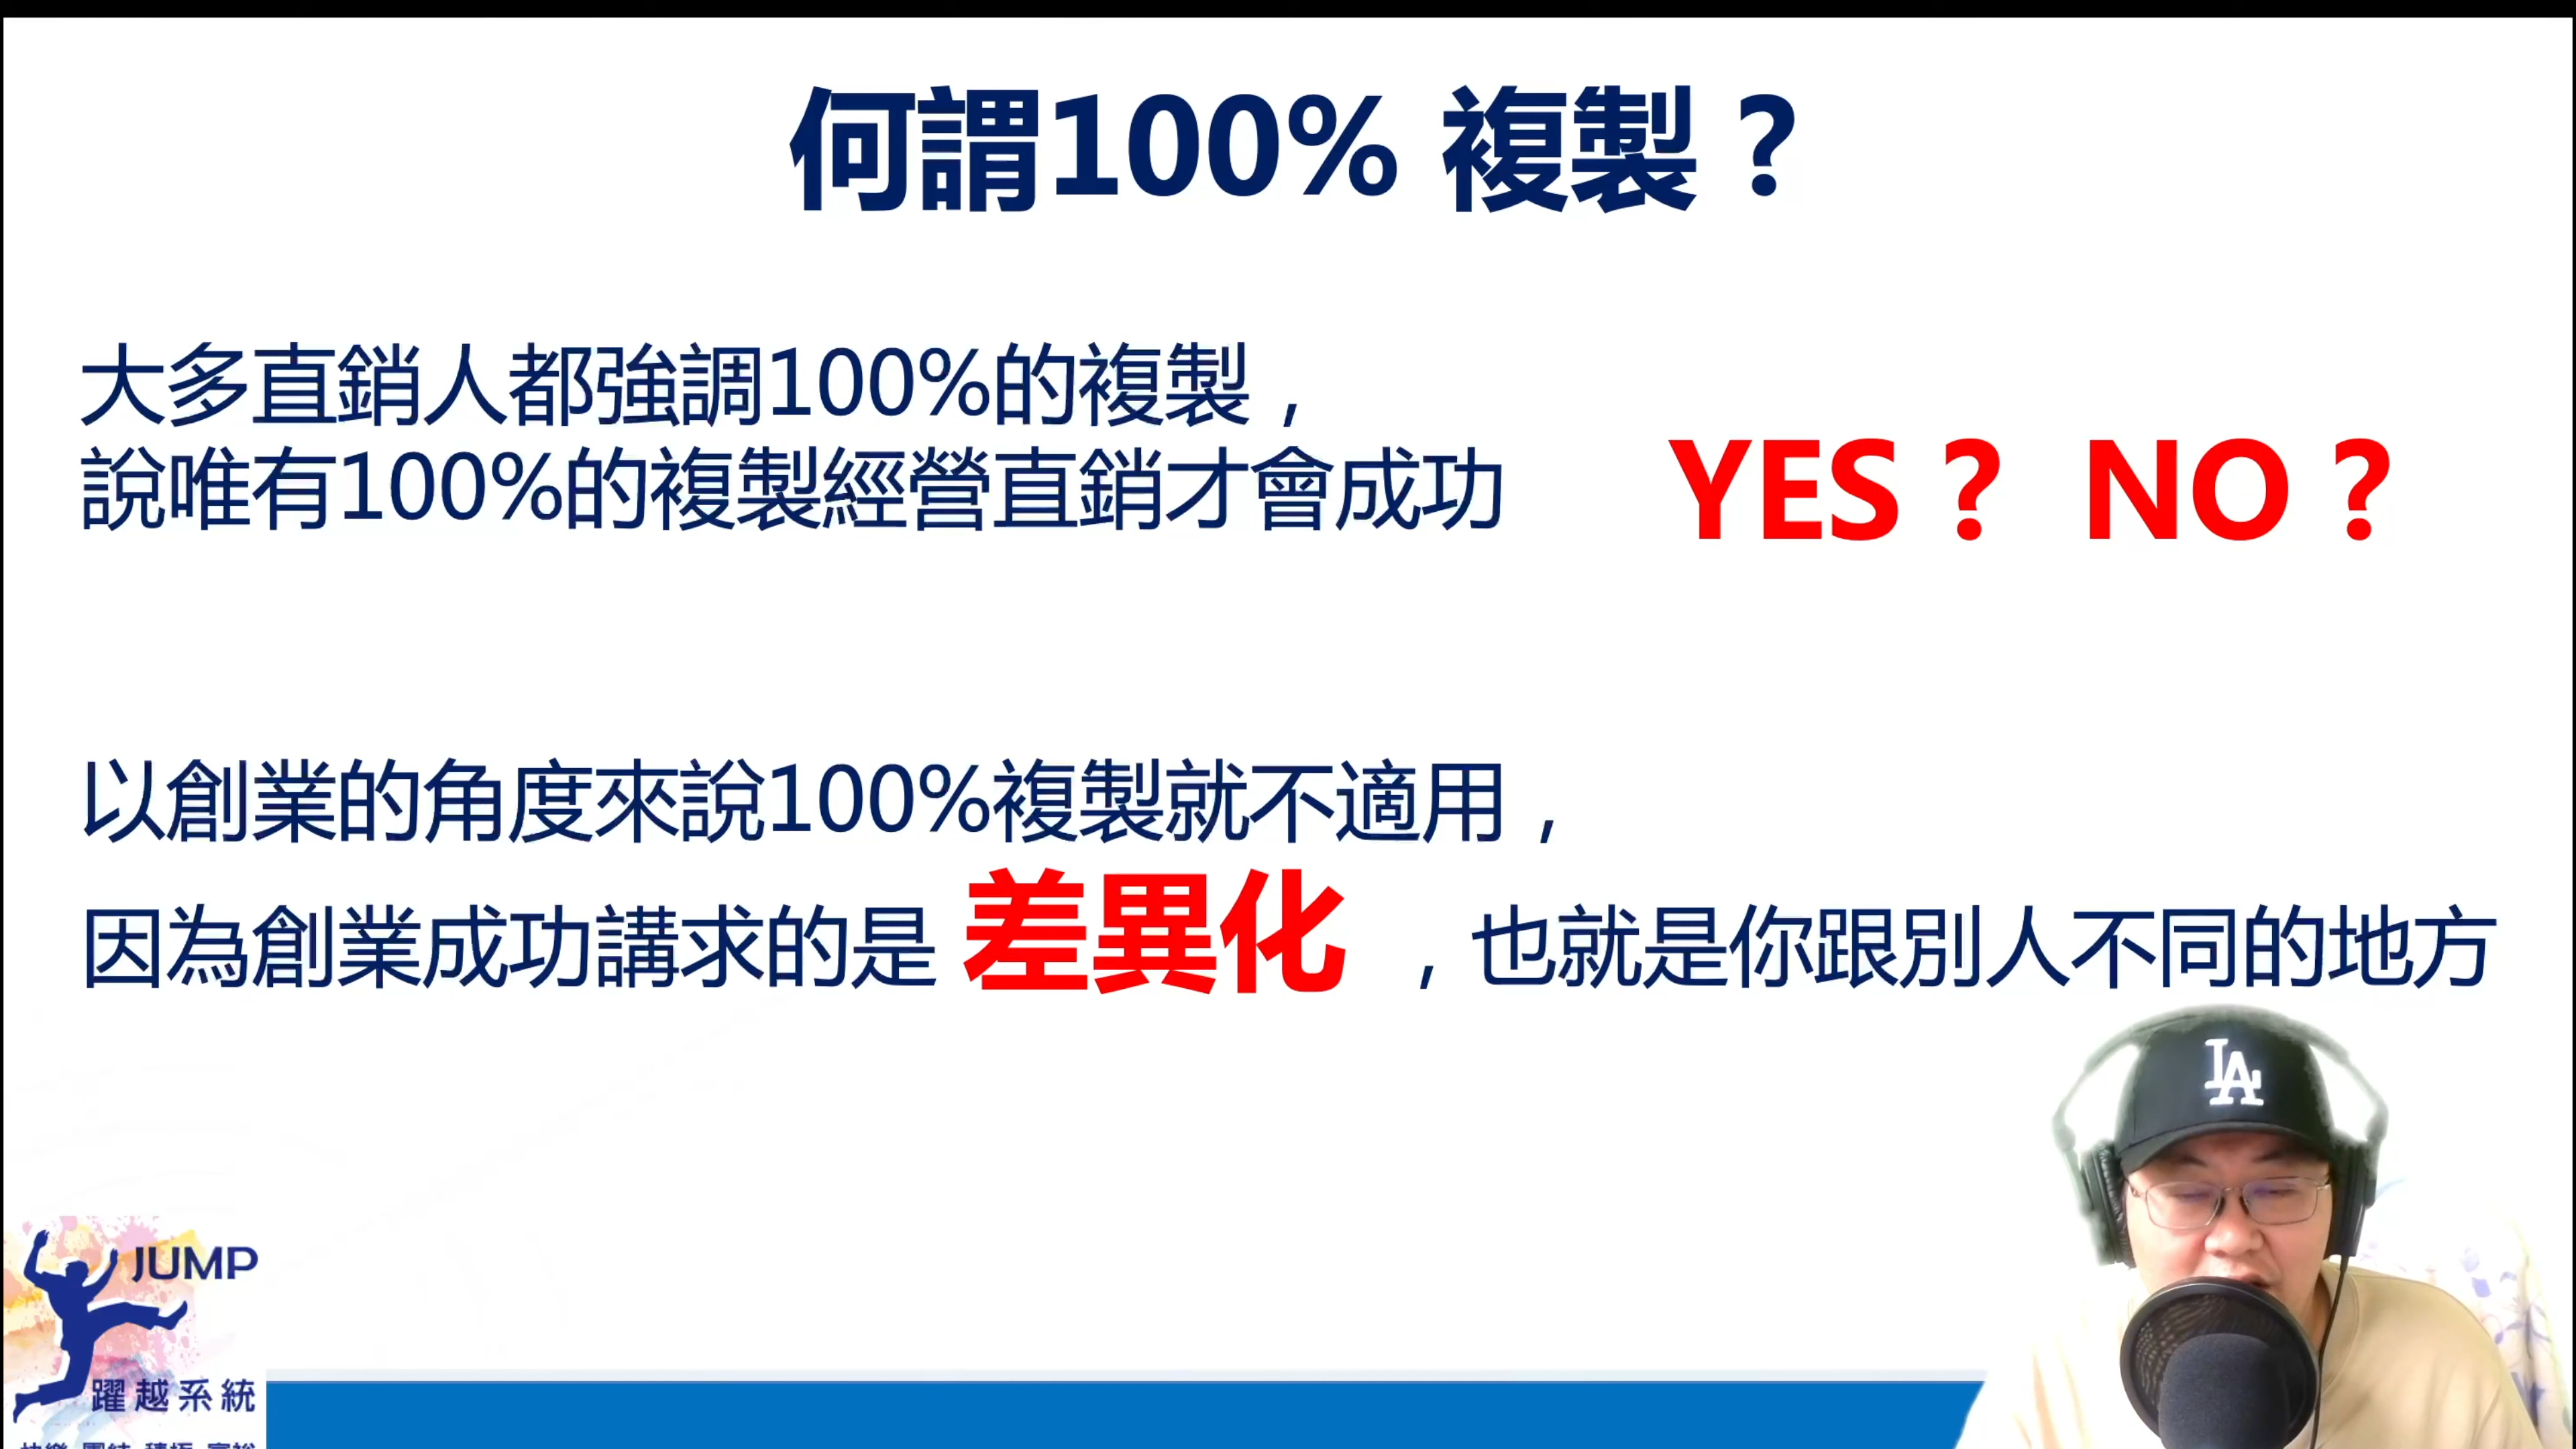 何謂100% 複製？
大多直銷人都強調100%的複製，
說唯有100%的複製經營直銷才會成功
YES？ NO？
以創業的角度來說100%複製就不適用，
因為創業成功講求的是 差異化 ，也就是你跟別人不同的地方
LA
JUMP
躍越系統